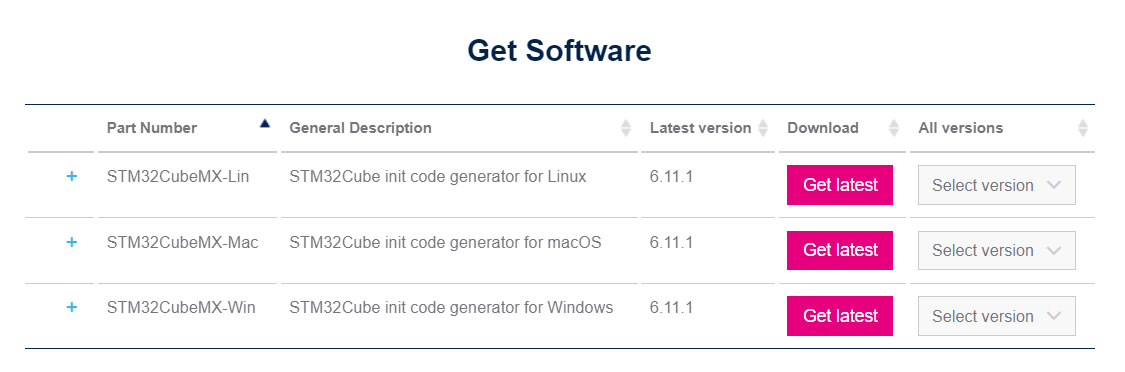 Get Software
Part Number General Description Latest version Download All versions
+ STM32CubeMX-Lin STM32Cube init code generator for Linux 6.11.1 Get latest Select version
+ STM32CubeMX-Mac STM32Cube init code generator for macOS 6.11.1 Get latest Select version
+ STM32CubeMX-Win STM32Cube init code generator for Windows 6.11.1 Get latest Select version